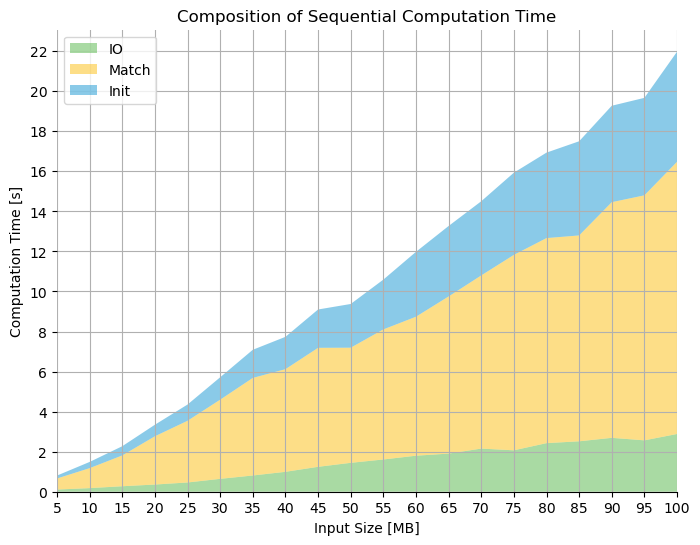 Composition of Sequential Computation Time
IO
Match
Init
Computation Time [s]
22
20
18
16
14
12
10
8
6
4
2
0
5 10 15 20 25 30 35 40 45 50 55 60 65 70 75 80 85 90 95 100
Input Size [MB]